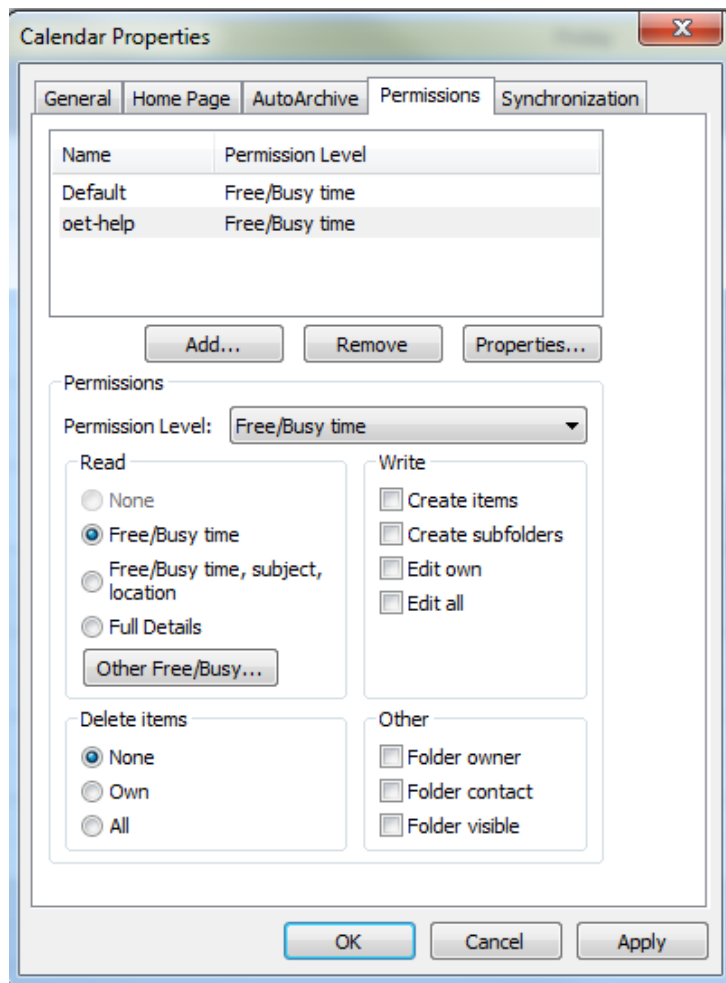 Calendar Properties
General Home Page AutoArchive Permissions Synchronization
Name Permission Level
Default Free/Busy time
oet-help Free/Busy time
Add... Remove Properties...
Permissions
Permission Level: Free/Busy time
Read
None
Free/Busy time
Free/Busy time, subject,
location
Full Details
Other Free/Busy...
Write
Create items
Create subfolders
Edit own
Edit all
Delete items
None
Own
All
Other
Folder owner
Folder contact
Folder visible
OK Cancel Apply